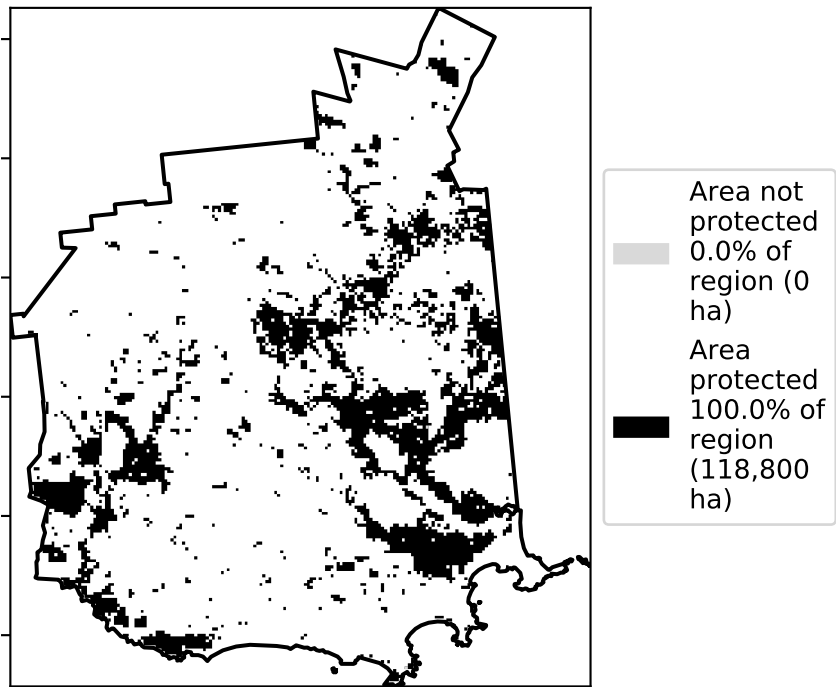 Area not
protected
0.0% of
region (0
ha)
Area
protected
100.0% of
region
(118,800
ha)